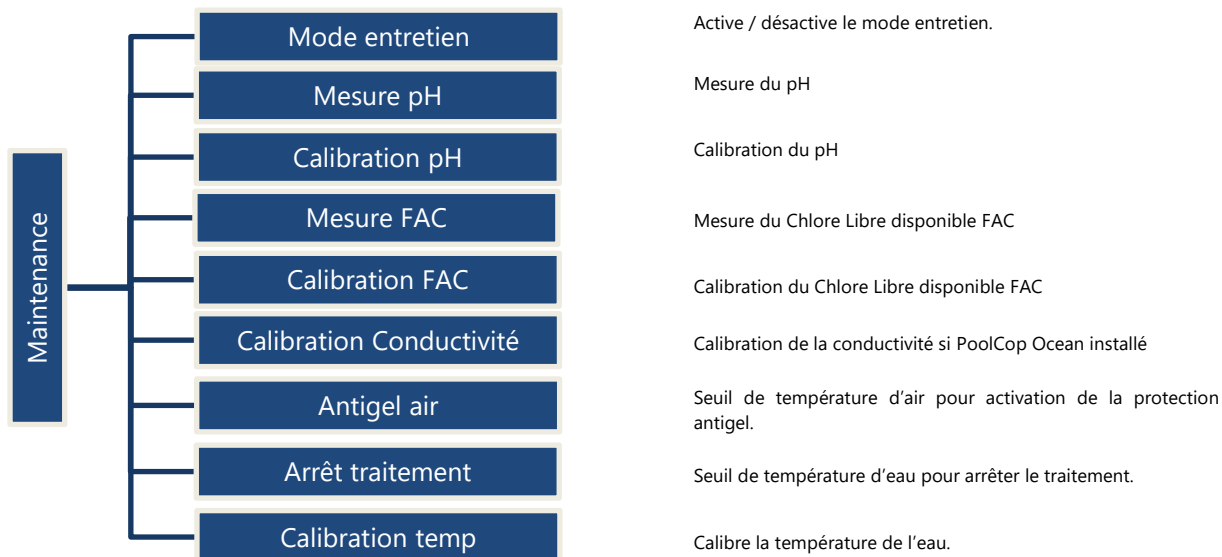 Maintenance
Mode entretien
Active / désactive le mode entretien.
Mesure pH
Mesure du pH
Calibration pH
Calibration du pH
Mesure FAC
Mesure du Chlore Libre disponible FAC
Calibration FAC
Calibration du Chlore Libre disponible FAC
Calibration Conductivité
Calibration de la conductivité si PoolCop Ocean installé
Antigel air
Seuil de température d’air pour activation de la protection
antigel.
Arrêt traitement
Seuil de température d’eau pour arrêter le traitement.
Calibration temp
Calibre la température de l’eau.